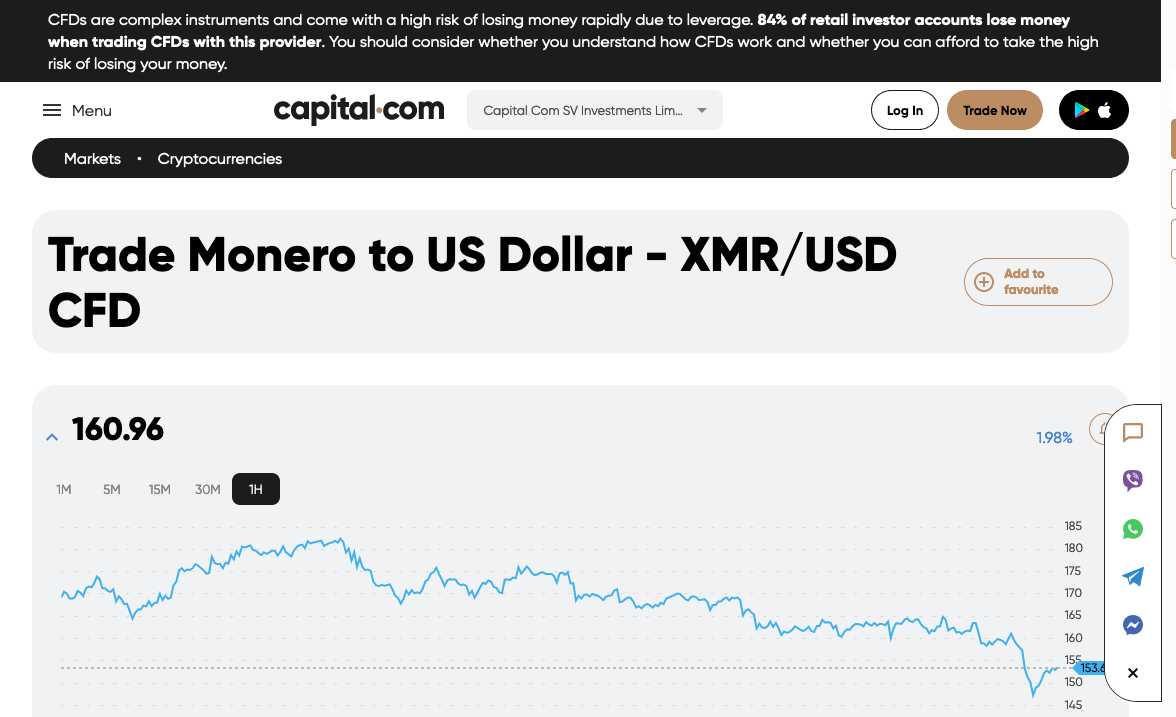 CFDs are complex instruments and come with a high risk of losing money rapidly due to leverage. 84% of retail investor accounts lose money
when trading CFDs with this provider. You should consider whether you understand how CFDs work and whether you can afford to take the high
risk of losing your money.
Menu
capital.com
Capital Com SV Investments Lim...
Log In
Trade Now
Markets • Cryptocurrencies
Trade Monero to US Dollar - XMR/USD
CFD
Add to
favourite
160.96
1.98%
1M 5M 15M 30M 1H
185
180
175
170
165
160
155
153.6
150
145